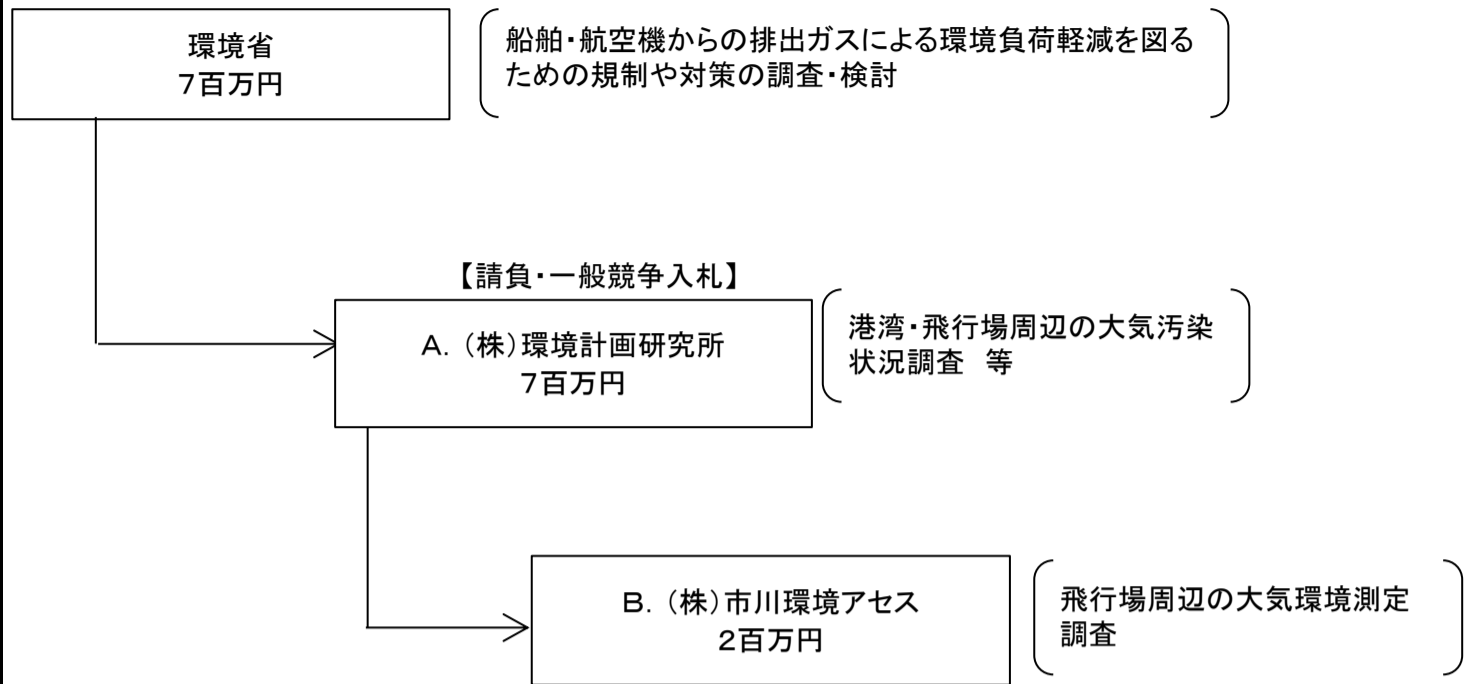 環境省
7百万円
船舶・航空機からの排出ガスによる環境負荷軽減を図る
ための規制や対策の調査・検討
【請負・一般競争入札】
A. (株)環境計画研究所
7百万円
港湾・飛行場周辺の大気汚染
状況調査　等
B. (株)市川環境アセス
2百万円
飛行場周辺の大気環境測定
調査